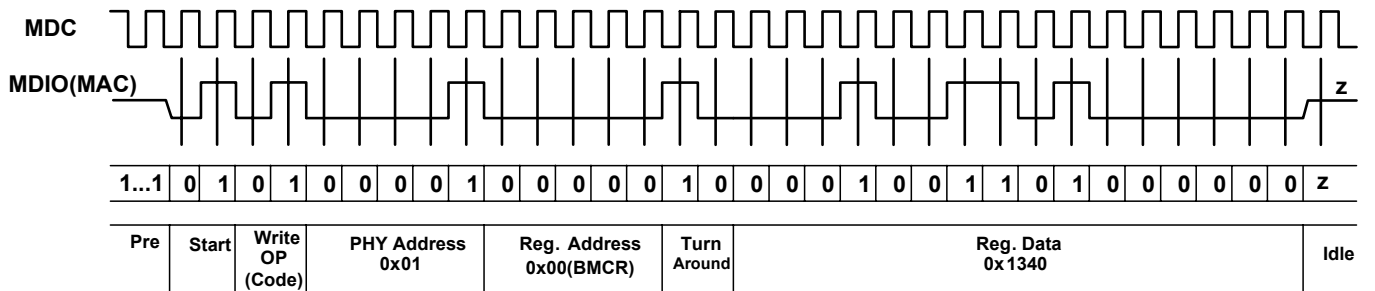 MDC
MDIO(MAC)
z
1...1 0 1 0 1 0 0 0 0 1 0 0 0 0 0 1 0 0 0 0 1 0 0 1 1 0 1 0 0 0 0 0 0 z
Pre Start Write OP (Code) PHY Address 0x01 Reg. Address 0x00(BMCR) Turn Around Reg. Data 0x1340 Idle